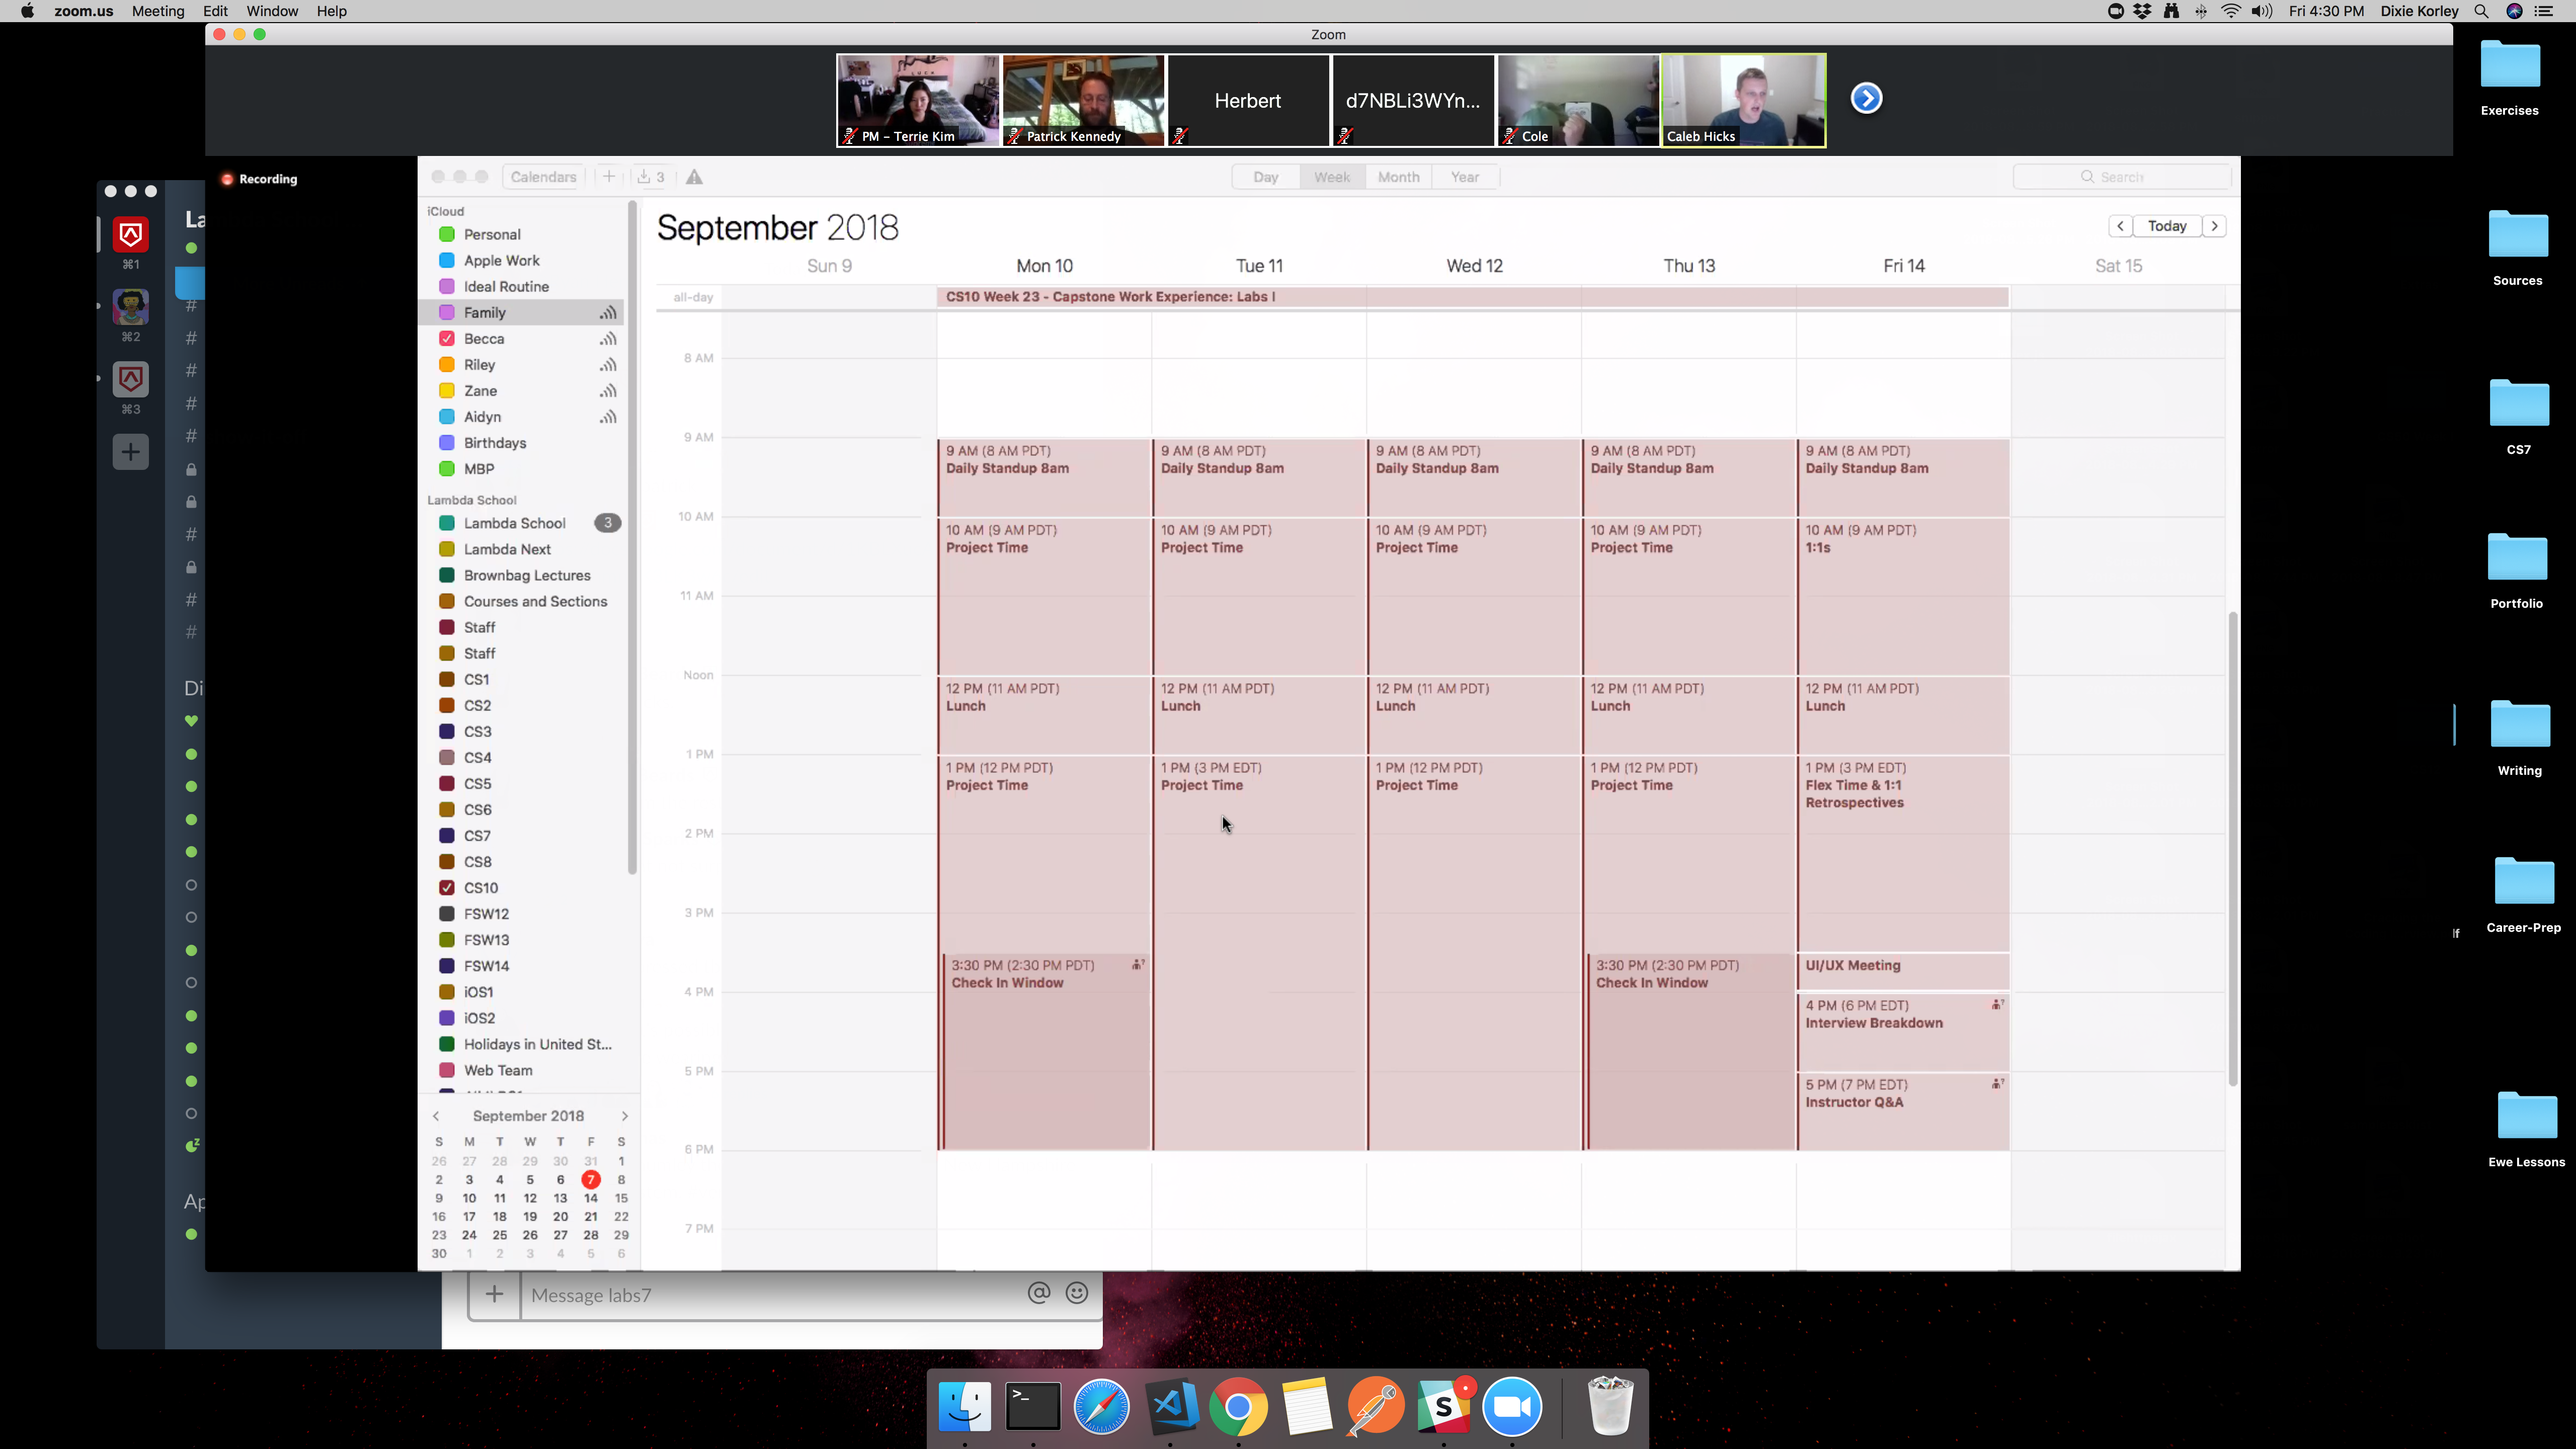 zoom.us Meeting Edit Window Help
Fri 4:30 PM Dixie Korley
Zoom
PM – Terrie Kim
Patrick Kennedy
Herbert
d7NBLi3WYn...
Cole
Caleb Hicks
Recording
Calendars
3
Day Week Month Year
Search
September 2018
Today
Sun 9 Mon 10 Tue 11 Wed 12 Thu 13 Fri 14 Sat 15
all-day
CS10 Week 23 - Capstone Work Experience: Labs I
iCloud
Personal
Apple Work
Ideal Routine
Family
Becca
Riley
Zane
Aidyn
Birthdays
MBP
Lambda School
Lambda School 3
Lambda Next
Brownbag Lectures
Courses and Sections
Staff
Staff
CS1
CS2
CS3
CS4
CS5
CS6
CS7
CS8
CS10
FSW12
FSW13
FSW14
iOS1
iOS2
Holidays in United St...
Web Team
September 2018
S M T W T F S
26 27 28 29 30 31 1
2 3 4 5 6 7 8
9 10 11 12 13 14 15
16 17 18 19 20 21 22
23 24 25 26 27 28 29
30 1 2 3 4 5 6
8 AM
9 AM
10 AM
11 AM
Noon
1 PM
2 PM
3 PM
4 PM
5 PM
6 PM
7 PM
9 AM (8 AM PDT)
Daily Standup 8am
10 AM (9 AM PDT)
Project Time
12 PM (11 AM PDT)
Lunch
1 PM (12 PM PDT)
Project Time
3:30 PM (2:30 PM PDT)
Check In Window
9 AM (8 AM PDT)
Daily Standup 8am
10 AM (9 AM PDT)
Project Time
12 PM (11 AM PDT)
Lunch
1 PM (3 PM EDT)
Project Time
9 AM (8 AM PDT)
Daily Standup 8am
10 AM (9 AM PDT)
Project Time
12 PM (11 AM PDT)
Lunch
1 PM (12 PM PDT)
Project Time
9 AM (8 AM PDT)
Daily Standup 8am
10 AM (9 AM PDT)
Project Time
12 PM (11 AM PDT)
Lunch
1 PM (12 PM PDT)
Project Time
3:30 PM (2:30 PM PDT)
Check In Window
9 AM (8 AM PDT)
Daily Standup 8am
10 AM (9 AM PDT)
1:1s
12 PM (11 AM PDT)
Lunch
1 PM (3 PM EDT)
Flex Time & 1:1
Retrospectives
UI/UX Meeting
4 PM (6 PM EDT)
Interview Breakdown
5 PM (7 PM EDT)
Instructor Q&A
La
⌘1
⌘2
⌘3
Di
Ap
Message labs7
Exercises
Sources
CS7
Portfolio
Writing
lf
Career-Prep
Ewe Lessons